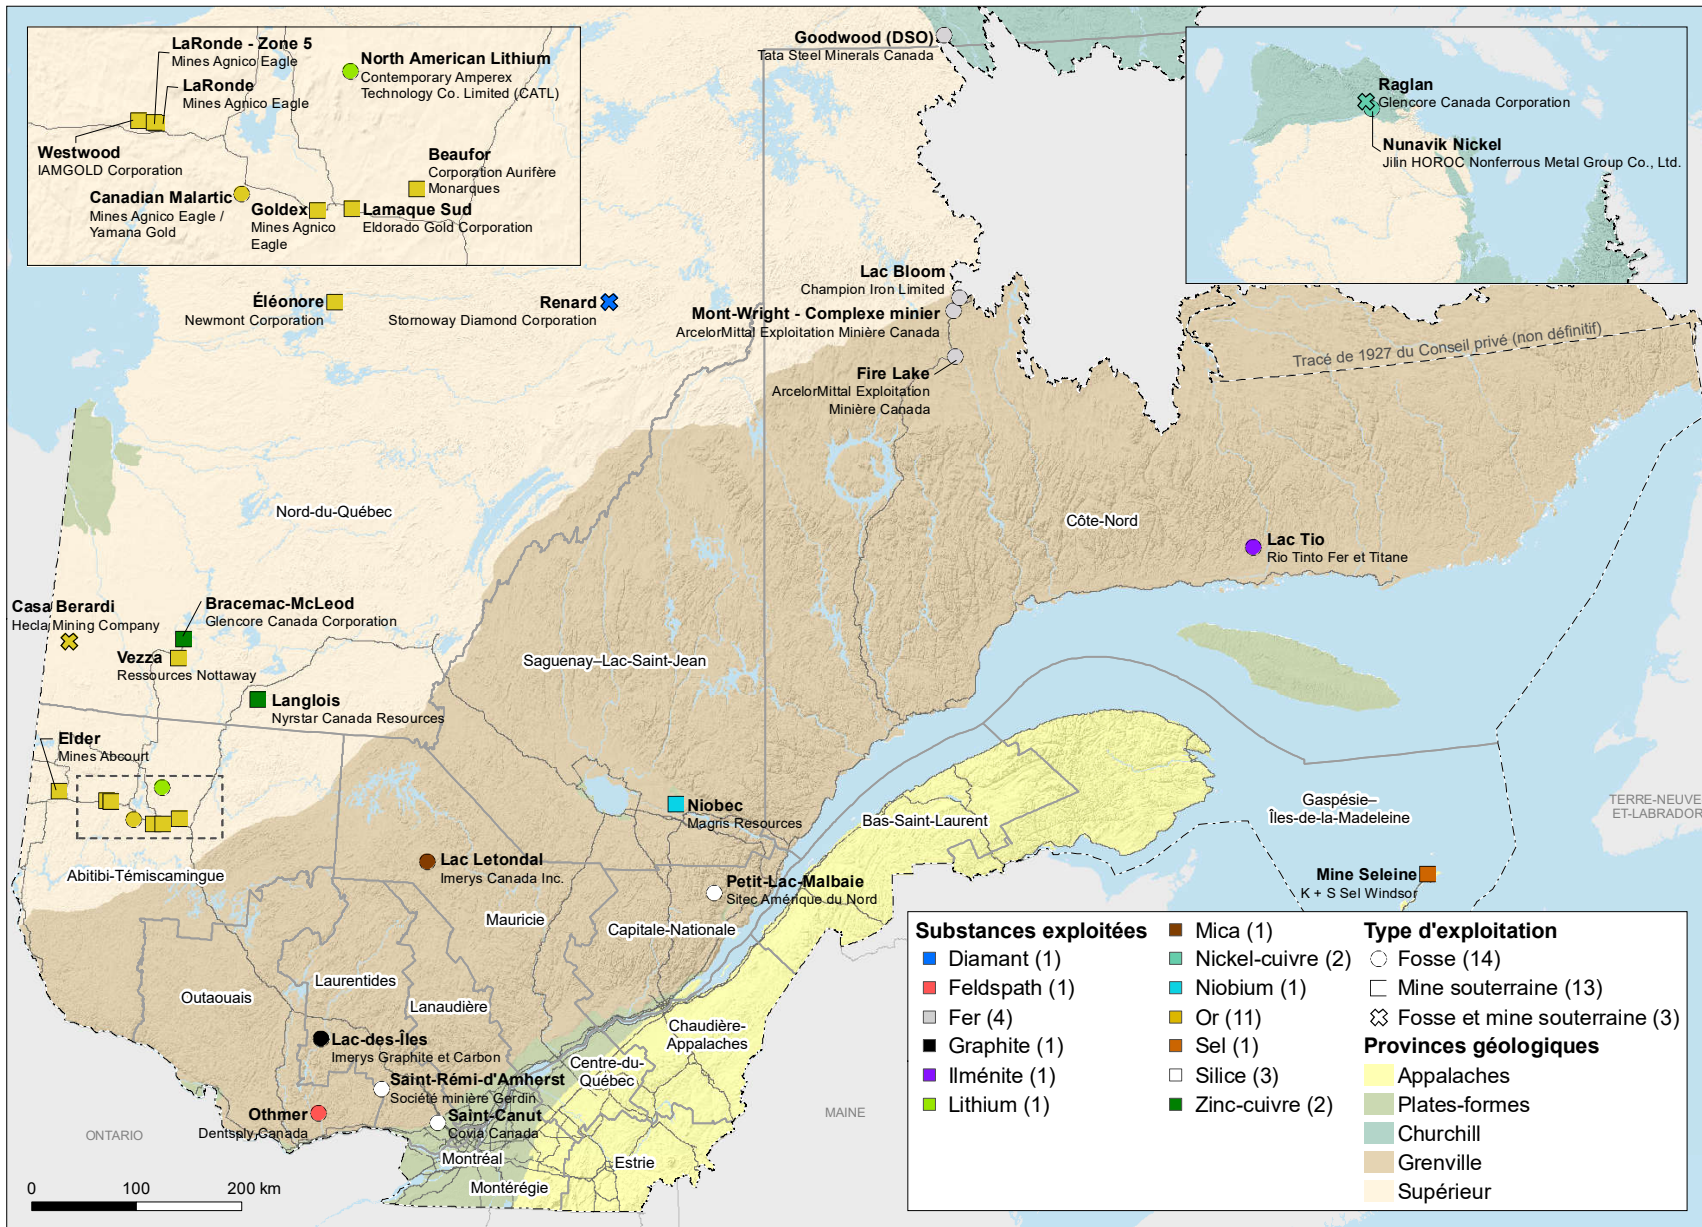 LaRonde - Zone 5
Mines Agnico Eagle
LaRonde
Mines Agnico Eagle
North American Lithium
Contemporary Amperex
Technology Co. Limited (CATL)
Westwood
IAMGOLD Corporation
Beaufor
Corporation Aurifère
Monarques
Canadian Malartic
Mines Agnico Eagle /
Yamana Gold
Goldex
Mines Agnico
Eagle
Lamaque Sud
Eldorado Gold Corporation
Goodwood (DSO)
Tata Steel Minerals Canada
Raglan
Glencore Canada Corporation
Nunavik Nickel
Jilin HOROC Nonferrous Metal Group Co., Ltd.
Éléonore
Newmont Corporation
Renard
Stornoway Diamond Corporation
Lac Bloom
Champion Iron Limited
Mont-Wright - Complexe minier
ArcelorMittal Exploitation Minière Canada
Fire Lake
ArcelorMittal Exploitation
Minière Canada
Tracé de 1927 du Conseil privé (non définitif)
Nord-du-Québec
Côte-Nord
Lac Tio
Rio Tinto Fer et Titane
Casa Berardi
Hecla Mining Company
Bracemac-McLeod
Glencore Canada Corporation
Vezza
Ressources Nottaway
Saguenay–Lac-Saint-Jean
Langlois
Nyrstar Canada Resources
Elder
Mines Abcourt
Niobec
Magris Resources
Bas-Saint-Laurent
Gaspésie–
Îles-de-la-Madeleine
TERRE-NEUVE
ET-LABRADOR
Abitibi-Témiscamingue
Lac Letondal
Imerys Canada Inc.
Petit-Lac-Malbaie
Sitec Amérique du Nord
Mine Seleine
K + S Sel Windsor
Mauricie
Capitale-Nationale
Laurentides
Outaouais
Lanaudière
Chaudière-
Appalaches
Lac-des-Îles
Imerys Graphite et Carbon
Centre-du-
Québec
Saint-Rémi-d'Amherst
Société minière Gerdin
Othmer
Dentsply Canada
Saint-Canut
Covia Canada
ONTARIO
MAINE
Montréal
Estrie
Montérégie
0 100 200 km
Substances exploitées
Diamant (1)
Feldspath (1)
Fer (4)
Graphite (1)
Ilménite (1)
Lithium (1)
Mica (1)
Nickel-cuivre (2)
Niobium (1)
Or (11)
Sel (1)
Silice (3)
Zinc-cuivre (2)
Type d'exploitation
Fosse (14)
Mine souterraine (13)
Fosse et mine souterraine (3)
Provinces géologiques
Appalaches
Plates-formes
Churchill
Grenville
Supérieur